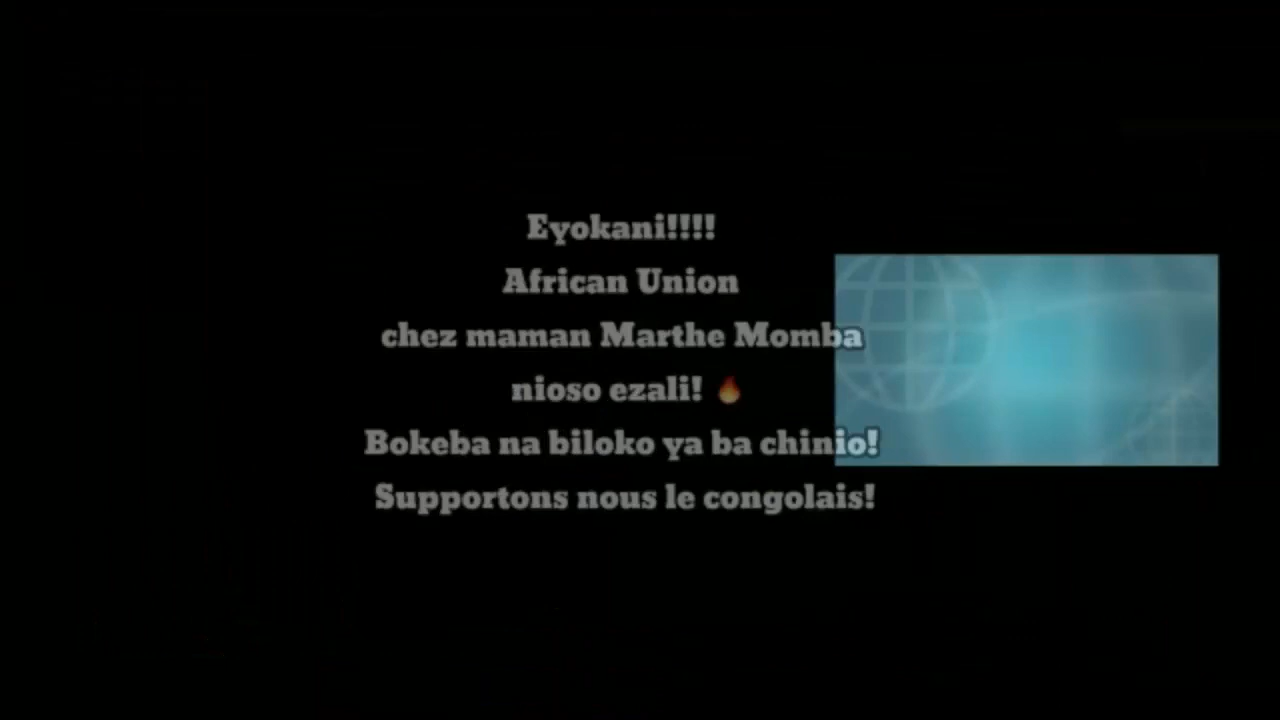 Eyokani!!!!
African Union
chez maman Marthe Momba
nioso ezali! 🔥
Bokeba na biloko ya ba chinio!
Supportons nous le congolais!